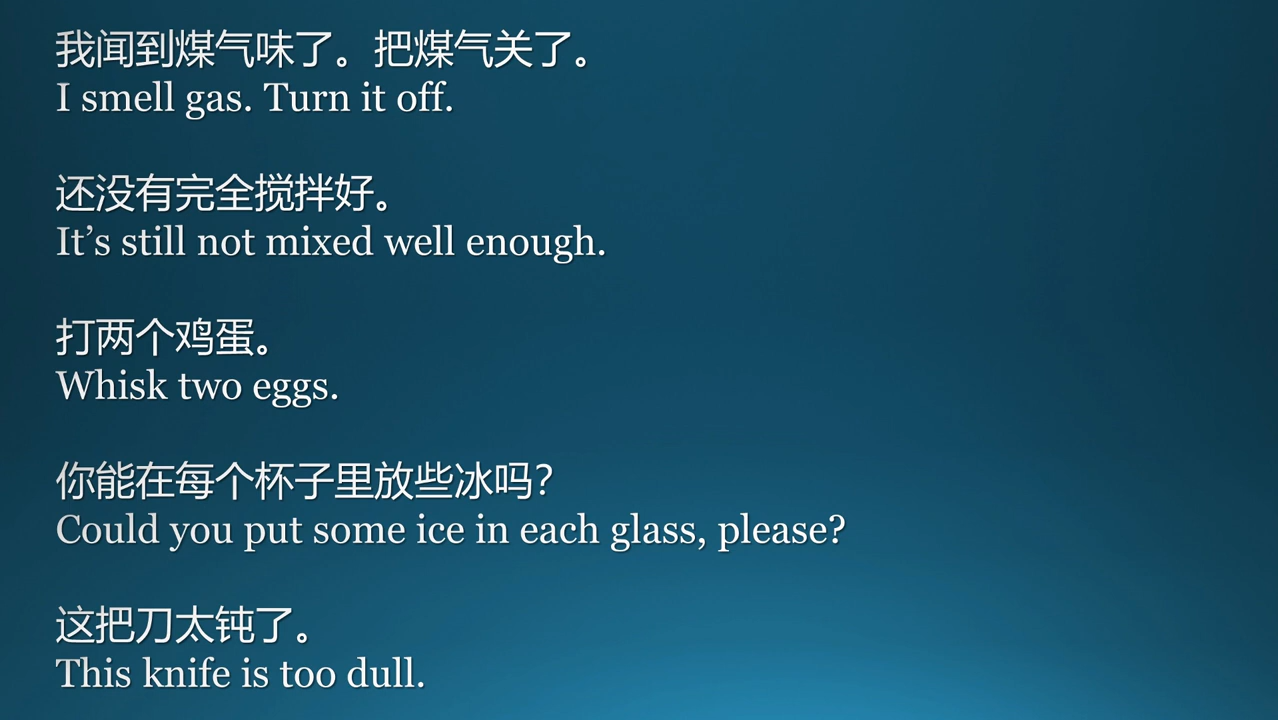 我闻到煤气味了。把煤气关了。
I smell gas. Turn it off.
还没有完全搅拌好。
It’s still not mixed well enough.
打两个鸡蛋。
Whisk two eggs.
你能在每个杯子里放些冰吗？
Could you put some ice in each glass, please?
这把刀太钝了。
This knife is too dull.